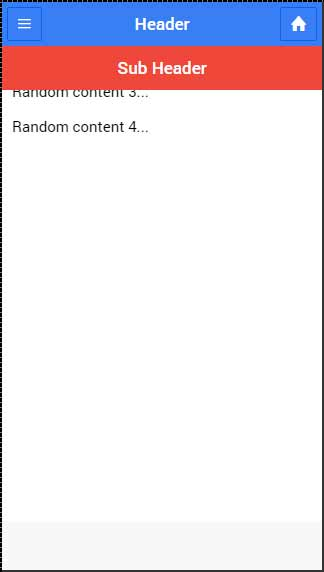 Header
Sub Header
Random content 3...
Random content 4...